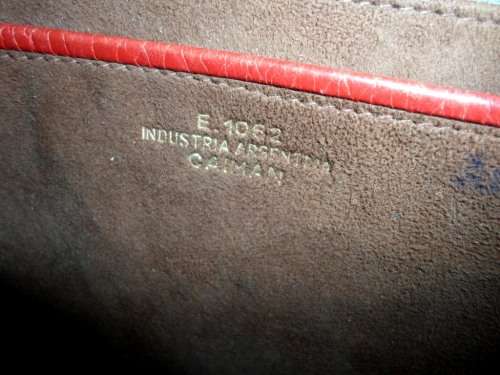 E. 1062
INDUSTRIA ARGENTINA
CAIMAN